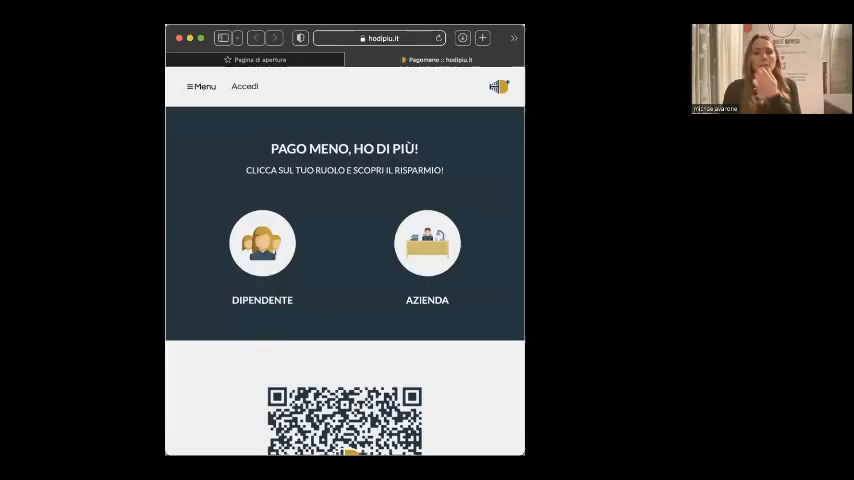 hodipiu.it
Pagina di apertura
Pagomeno :: hodipiu.it
Menu
Accedi
PAGO MENO, HO DI PIÙ!
CLICCA SUL TUO RUOLO E SCOPRI IL RISPARMIO!
DIPENDENTE
AZIENDA